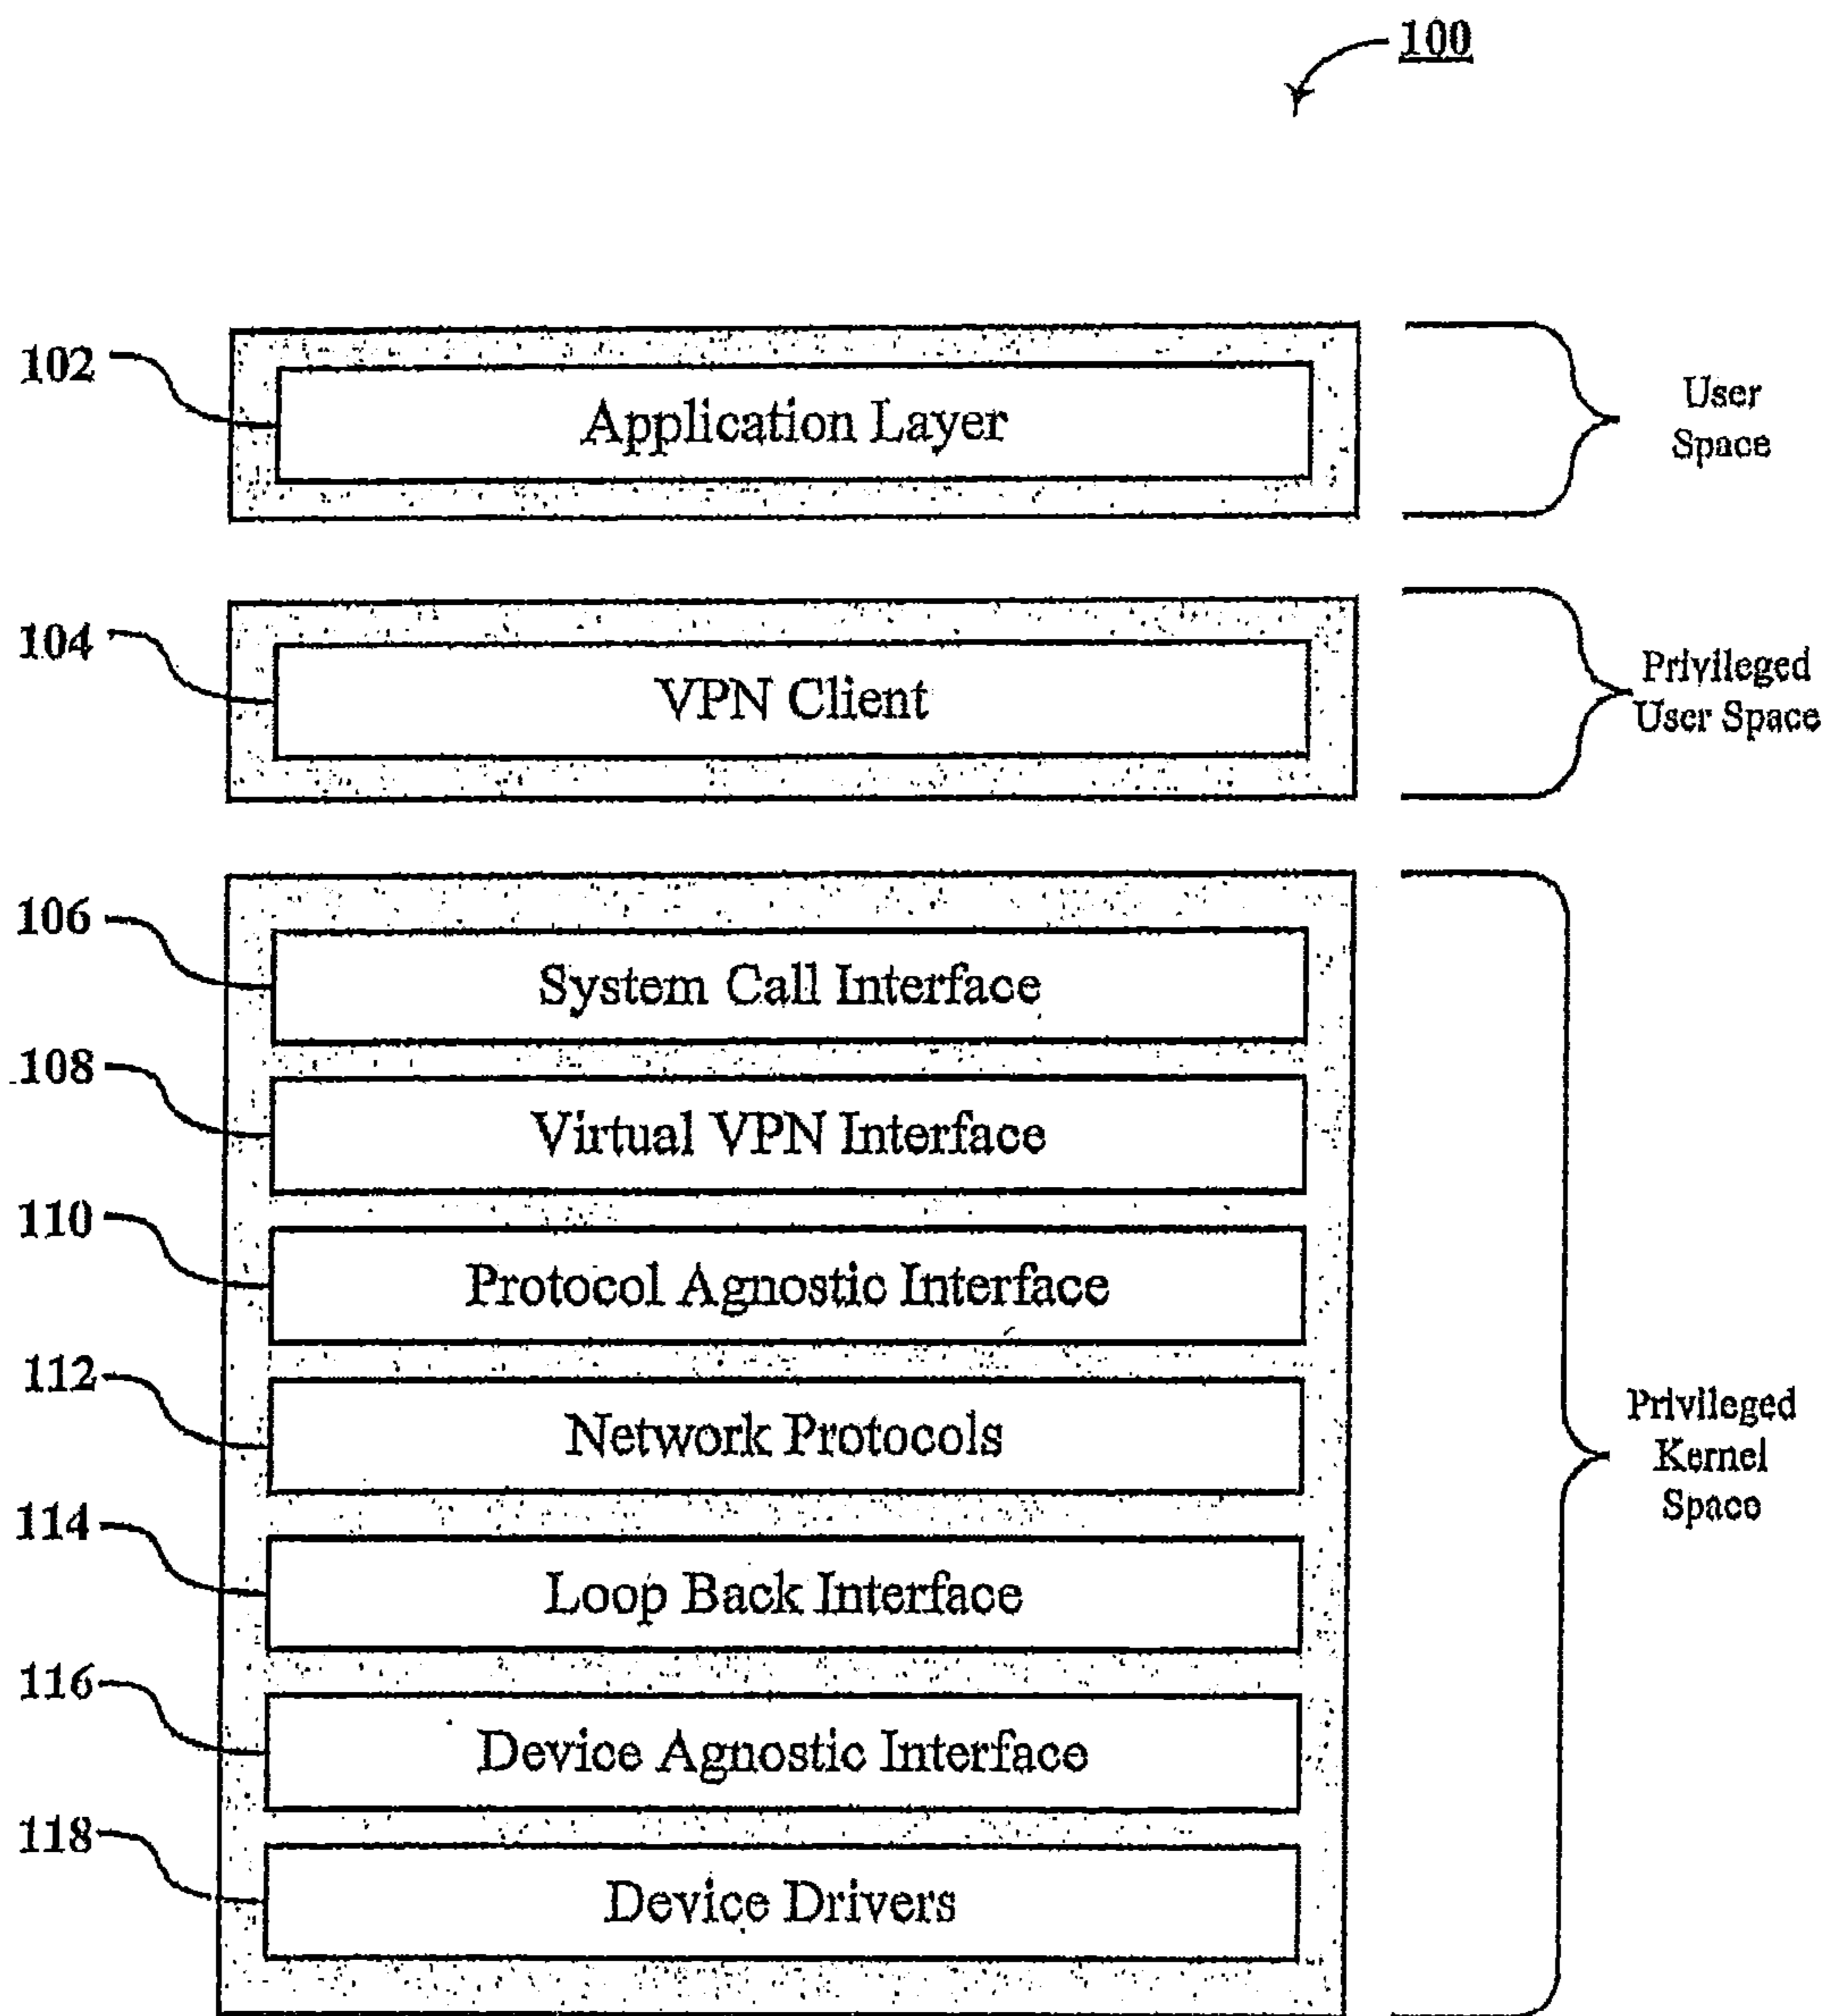 100
102
Application Layer
User
Space
104
VPN Client
Privileged
User Space
106
System Call Interface
108
Virtual VPN Interface
110
Protocol Agnostic Interface
112
Network Protocols
Privileged
Kernel
Space
114
Loop Back Interface
116
Device Agnostic Interface
118
Device Drivers